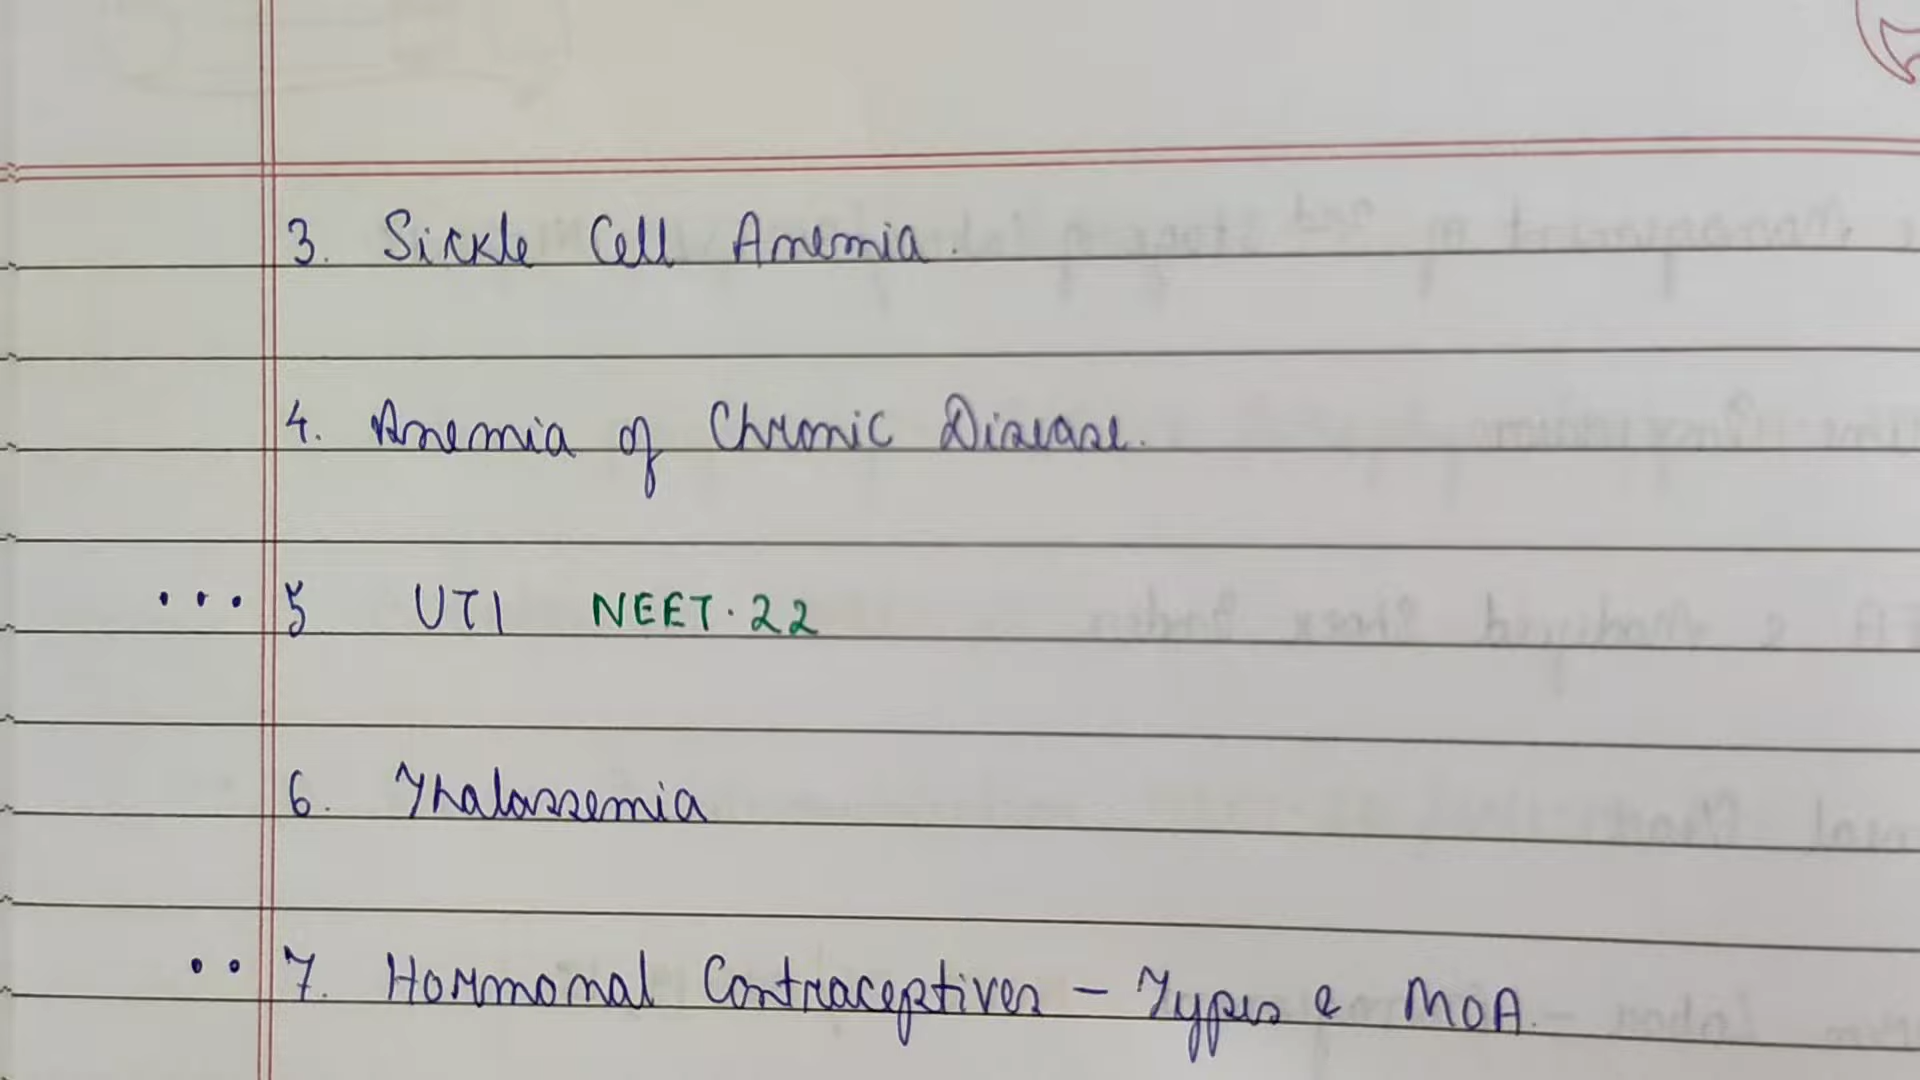 3. Sickle Cell Anemia.
4. Anemia of Chronic Disease.
... 5 UTI NEET. 22
6. Thalassemia
.. 7. Hormonal Contraceptives - Types & MOA.